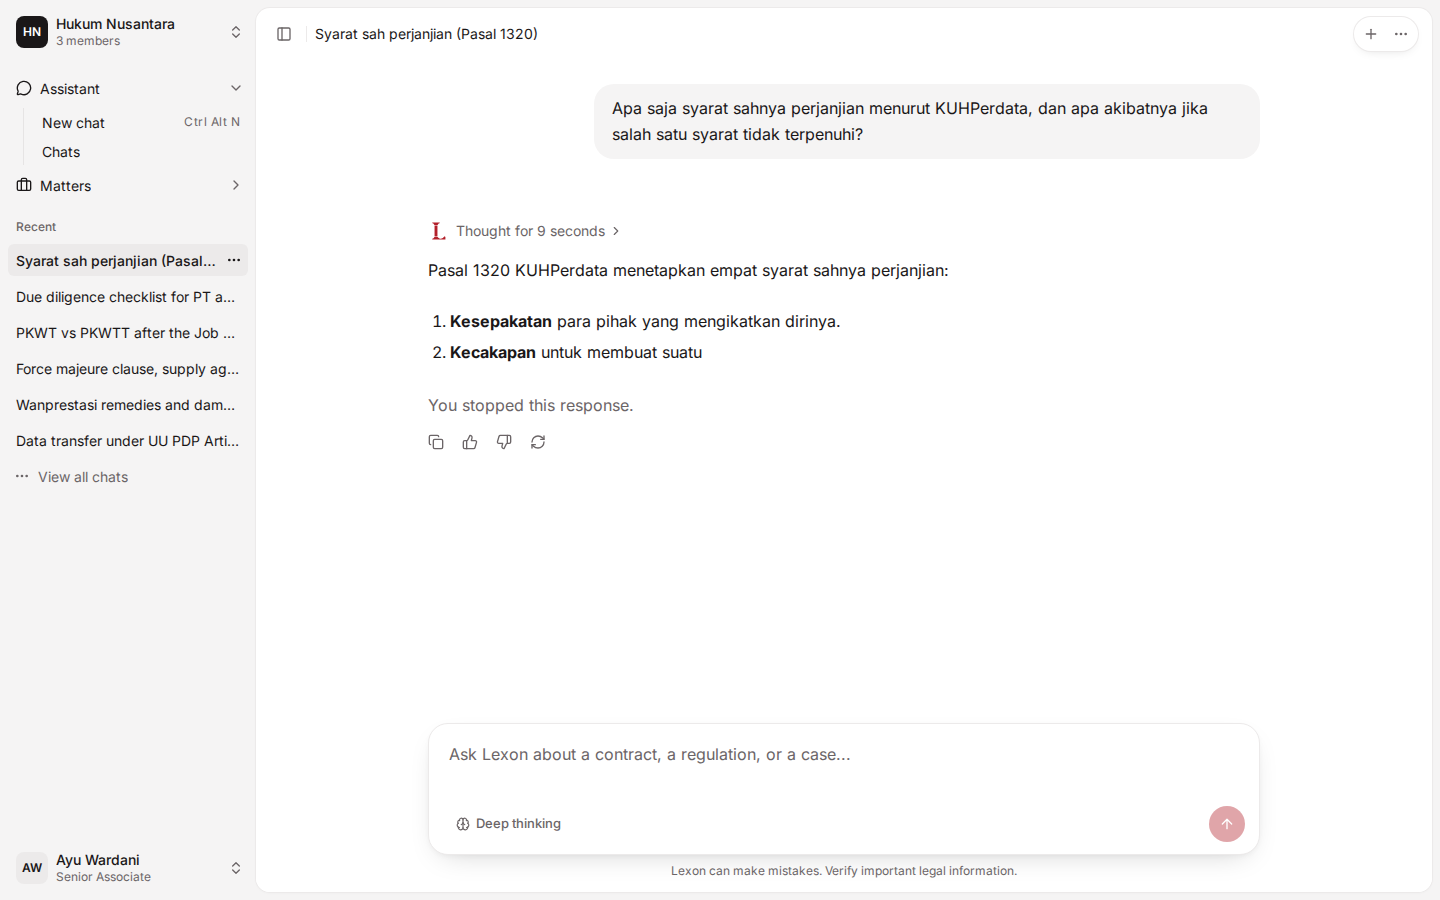 HN
Hukum Nusantara
3 members
Assistant
New chat
Ctrl Alt N
Chats
Matters
Recent
Syarat sah perjanjian (Pasal...
Due diligence checklist for PT a...
PKWT vs PKWTT after the Job ...
Force majeure clause, supply ag...
Wanprestasi remedies and dam...
Data transfer under UU PDP Arti...
View all chats
AW
Ayu Wardani
Senior Associate
Syarat sah perjanjian (Pasal 1320)
Apa saja syarat sahnya perjanjian menurut KUHPerdata, dan apa akibatnya jika
salah satu syarat tidak terpenuhi?
L Thought for 9 seconds
Pasal 1320 KUHPerdata menetapkan empat syarat sahnya perjanjian:
1. Kesepakatan para pihak yang mengikatkan dirinya.
2. Kecakapan untuk membuat suatu
You stopped this response.
Ask Lexon about a contract, a regulation, or a case...
Deep thinking
Lexon can make mistakes. Verify important legal information.